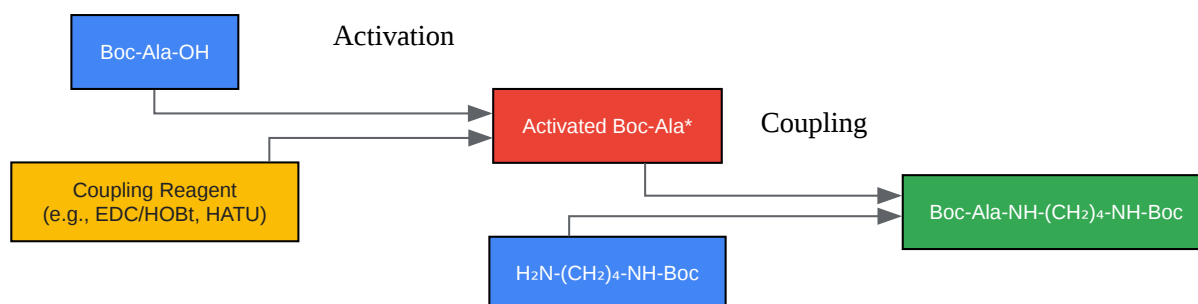 Boc-Ala-OH
Activation
Activated Boc-Ala*
Coupling
Coupling Reagent
(e.g., EDC/HOBt, HATU)
Boc-Ala-NH-(CH₂)₄-NH-Boc
H₂N-(CH₂)₄-NH-Boc